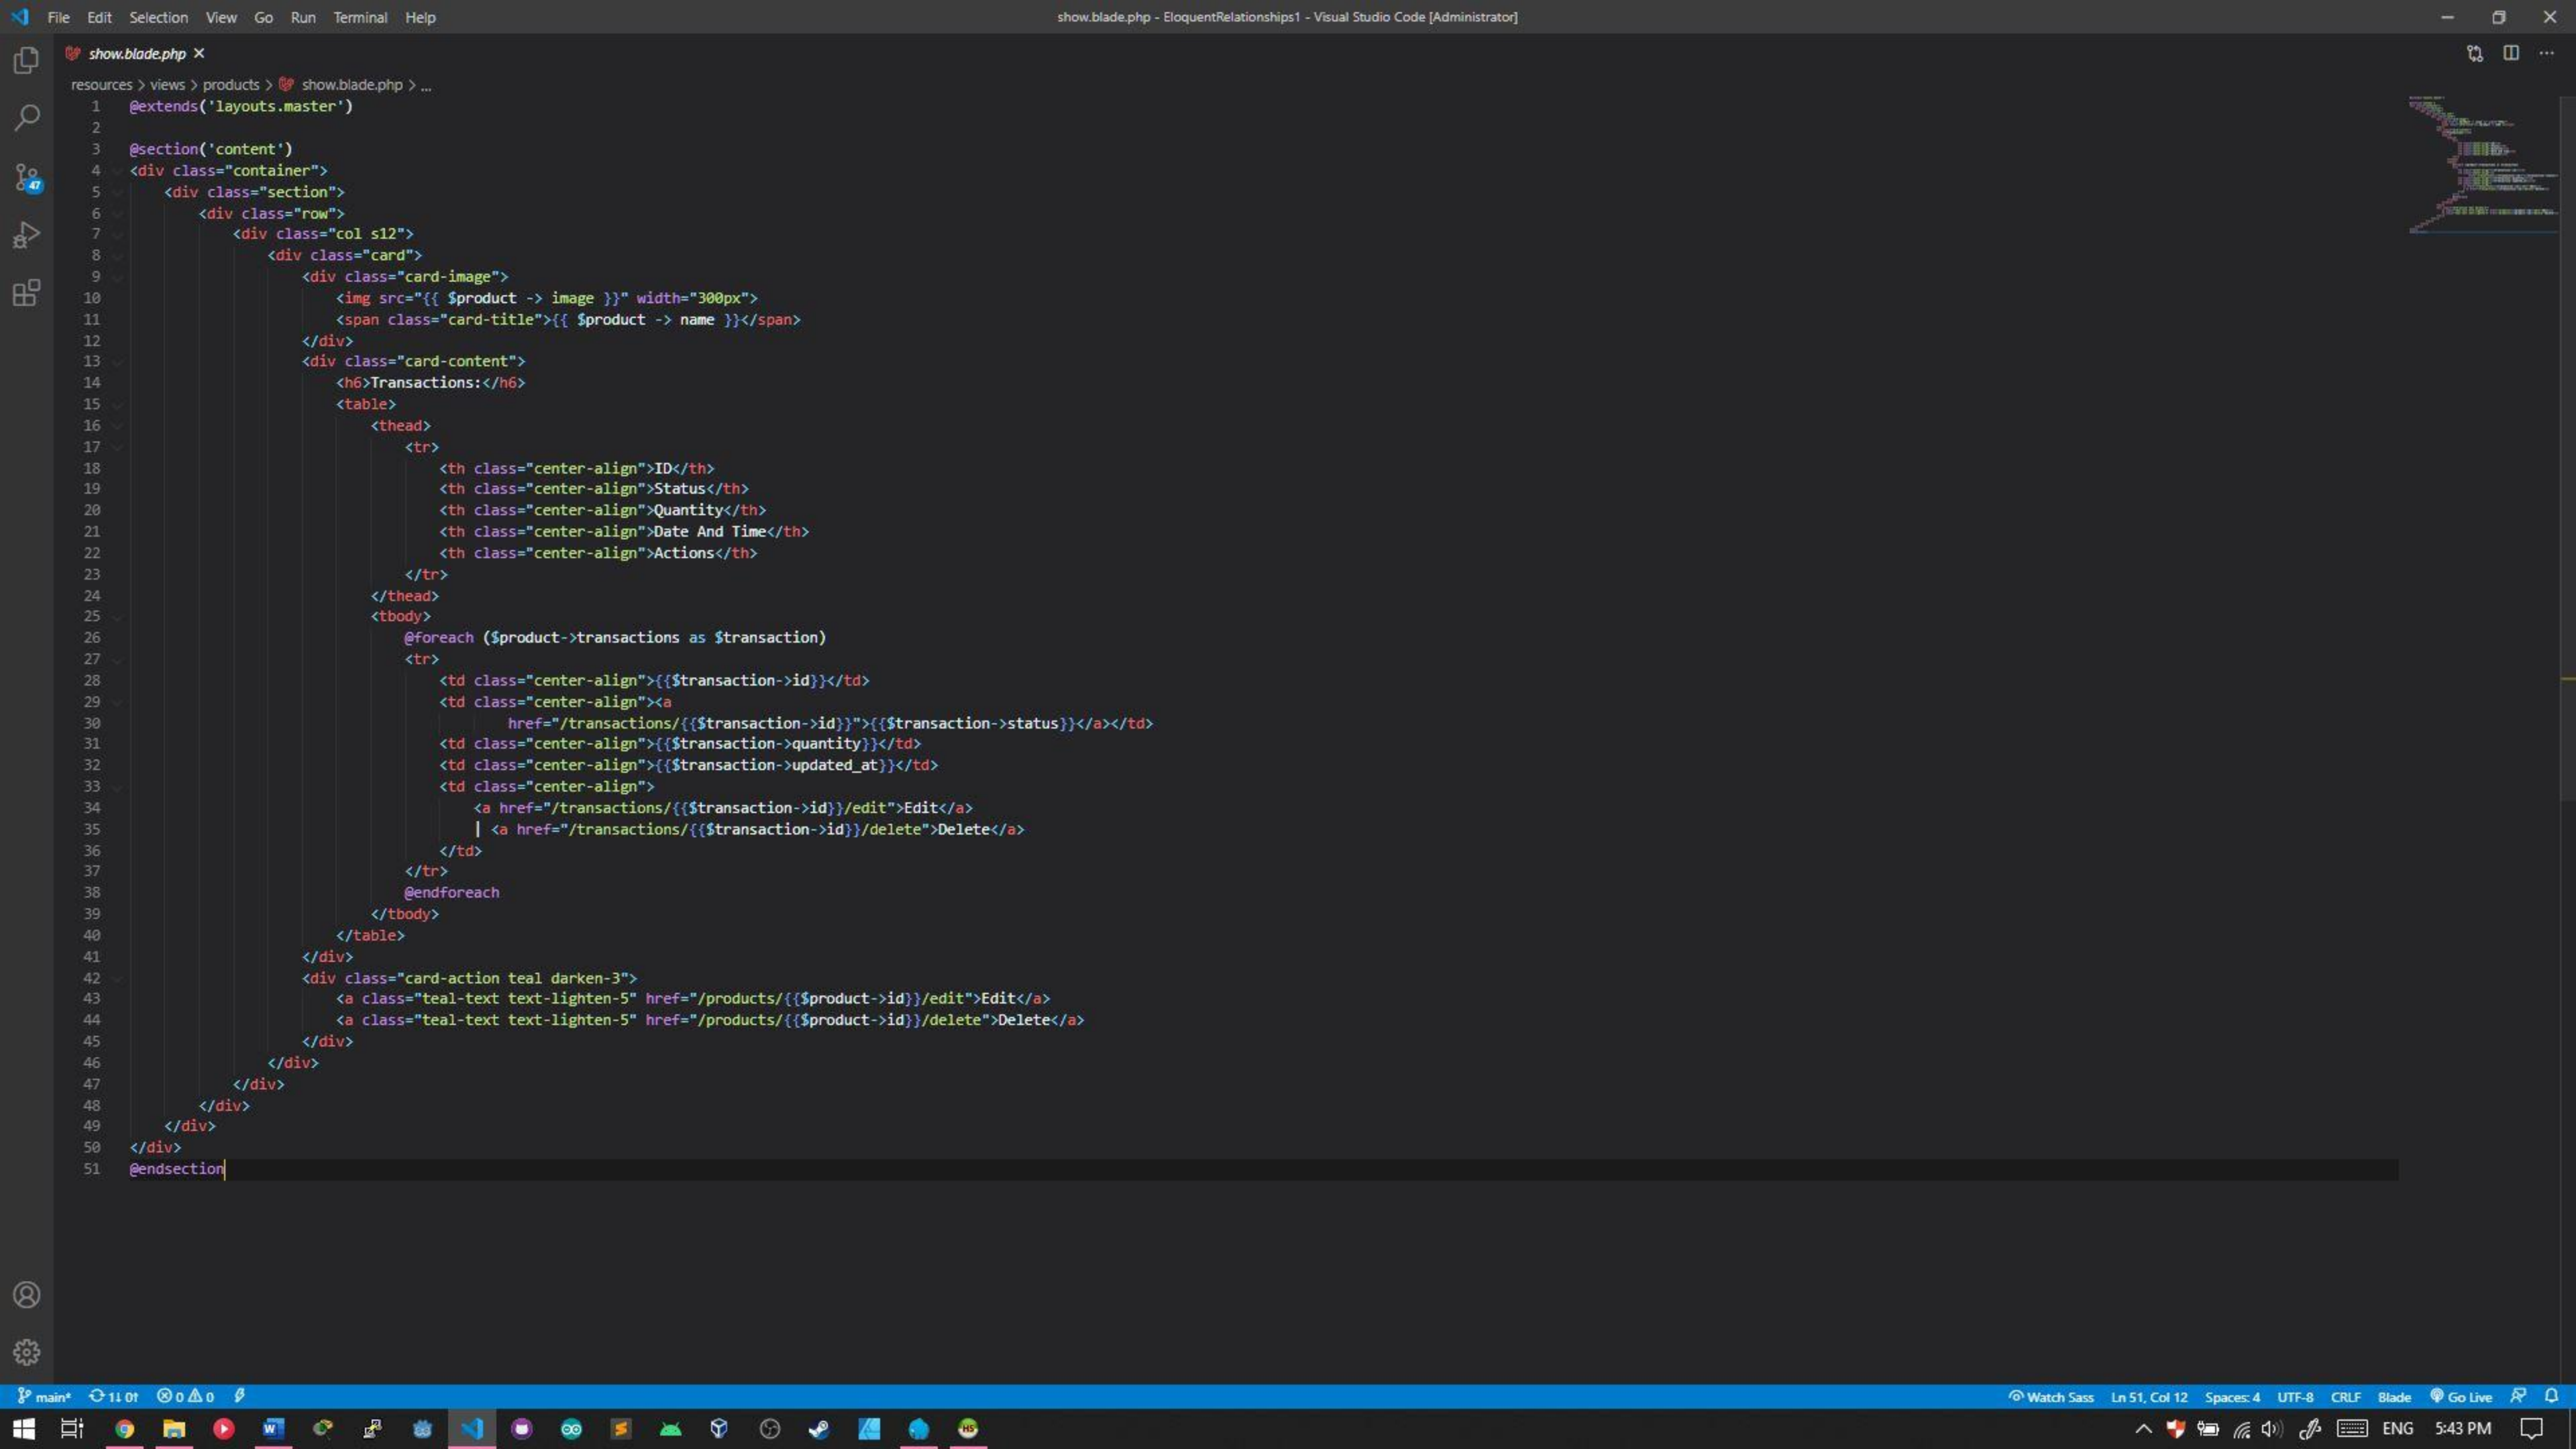 File Edit Selection View Go Run Terminal Help
show.blade.php - EloquentRelationships1 - Visual Studio Code [Administrator]
show.blade.php
resources > views > products > show.blade.php > ...
1 @extends('layouts.master')
2
3 @section('content')
4 <div class="container">
5 <div class="section">
6 <div class="row">
7 <div class="col s12">
8 <div class="card">
9 <div class="card-image">
10 <img src="{{ $product -> image }}" width="300px">
11 <span class="card-title">{{ $product -> name }}</span>
12 </div>
13 <div class="card-content">
14 <h6>Transactions:</h6>
15 <table>
16 <thead>
17 <tr>
18 <th class="center-align">ID</th>
19 <th class="center-align">Status</th>
20 <th class="center-align">Quantity</th>
21 <th class="center-align">Date And Time</th>
22 <th class="center-align">Actions</th>
23 </tr>
24 </thead>
25 <tbody>
26 @foreach ($product->transactions as $transaction)
27 <tr>
28 <td class="center-align">{{$transaction->id}}</td>
29 <td class="center-align"><a
30 href="/transactions/{{$transaction->id}}">{{$transaction->status}}</a></td>
31 <td class="center-align">{{$transaction->quantity}}</td>
32 <td class="center-align">{{$transaction->updated_at}}</td>
33 <td class="center-align">
34 <a href="/transactions/{{$transaction->id}}/edit">Edit</a>
35 | <a href="/transactions/{{$transaction->id}}/delete">Delete</a>
36 </td>
37 </tr>
38 @endforeach
39 </tbody>
40 </table>
41 </div>
42 <div class="card-action teal darken-3">
43 <a class="teal-text text-lighten-5" href="/products/{{$product->id}}/edit">Edit</a>
44 <a class="teal-text text-lighten-5" href="/products/{{$product->id}}/delete">Delete</a>
45 </div>
46 </div>
47 </div>
48 </div>
49 </div>
50 </div>
51 @endsection
47
main* 1↓ 0↑ 0 0 Watch Sass Ln 51, Col 12 Spaces: 4 UTF-8 CRLF Blade Go Live
ENG 5:43 PM